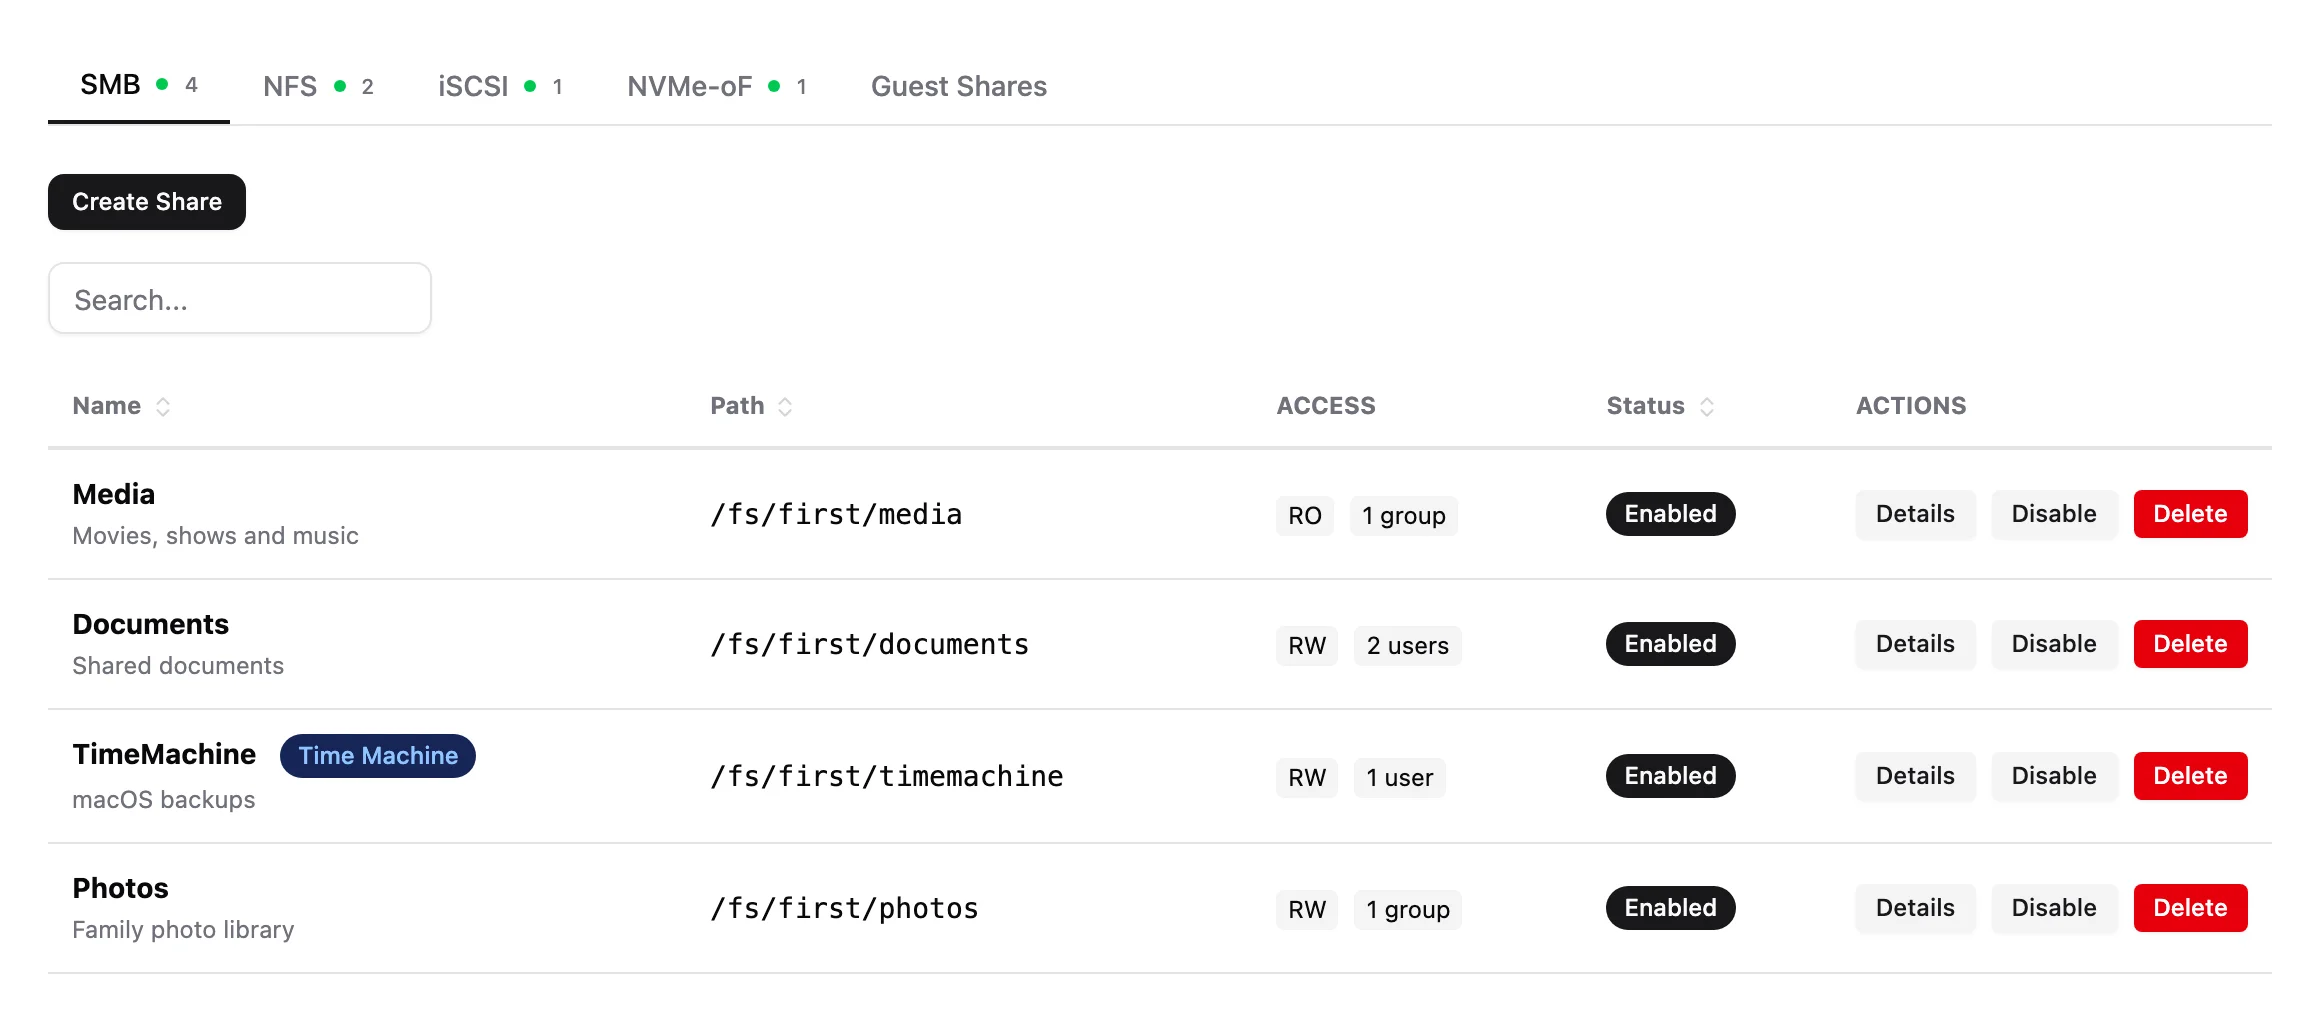 SMB 4 NFS 2 iSCSI 1 NVMe-oF 1 Guest Shares
Create Share
Search...
Name Path ACCESS Status ACTIONS
Media
Movies, shows and music
/fs/first/media RO 1 group Enabled Details Disable Delete
Documents
Shared documents
/fs/first/documents RW 2 users Enabled Details Disable Delete
TimeMachine Time Machine
macOS backups
/fs/first/timemachine RW 1 user Enabled Details Disable Delete
Photos
Family photo library
/fs/first/photos RW 1 group Enabled Details Disable Delete